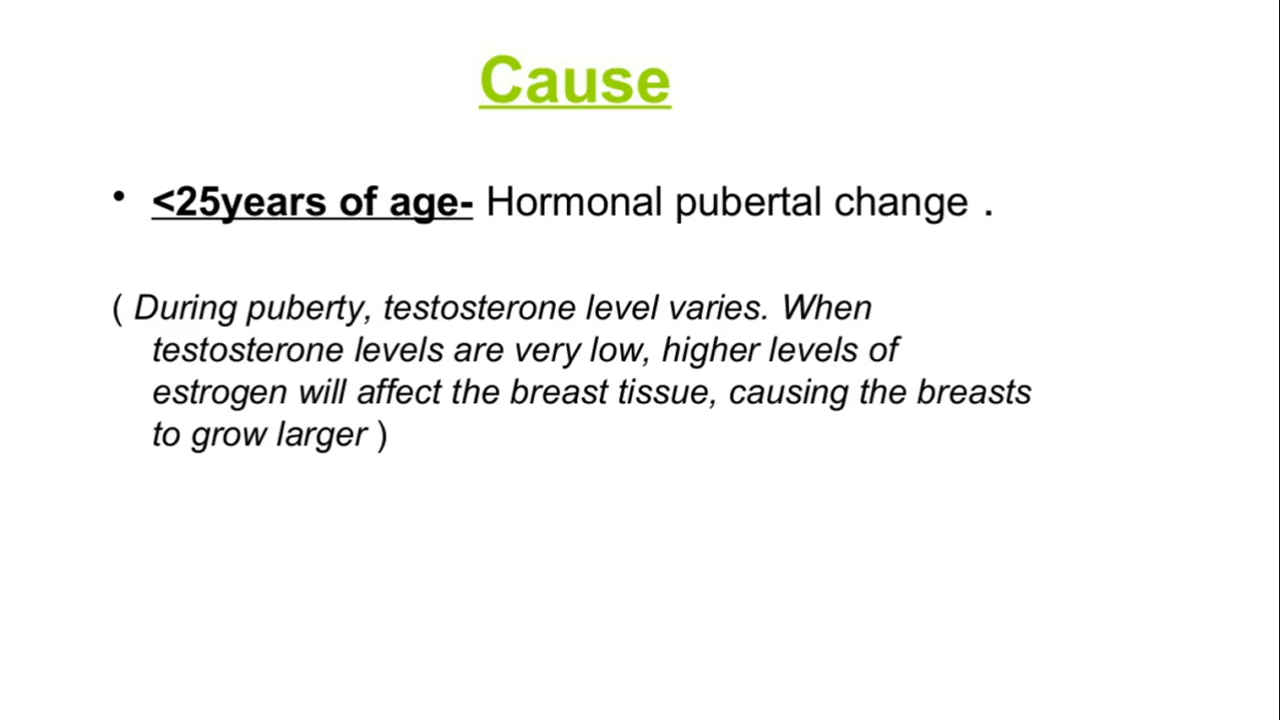 Cause
• <25years of age- Hormonal pubertal change .
( During puberty, testosterone level varies. When
testosterone levels are very low, higher levels of
estrogen will affect the breast tissue, causing the breasts
to grow larger )